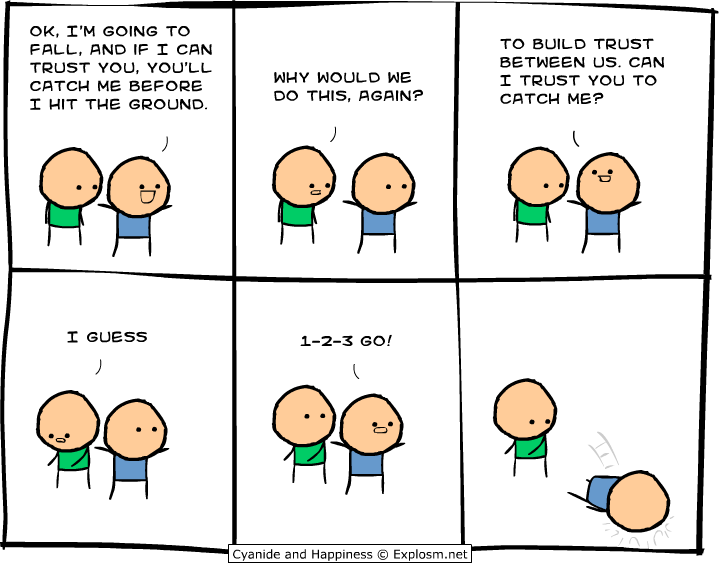 OK, I'M GOING TO
FALL, AND IF I CAN
TRUST YOU, YOU'LL
CATCH ME BEFORE
I HIT THE GROUND.
WHY WOULD WE
DO THIS, AGAIN?
TO BUILD TRUST
BETWEEN US. CAN
I TRUST YOU TO
CATCH ME?
I GUESS
1-2-3 GO!
Cyanide and Happiness © Explosm.net